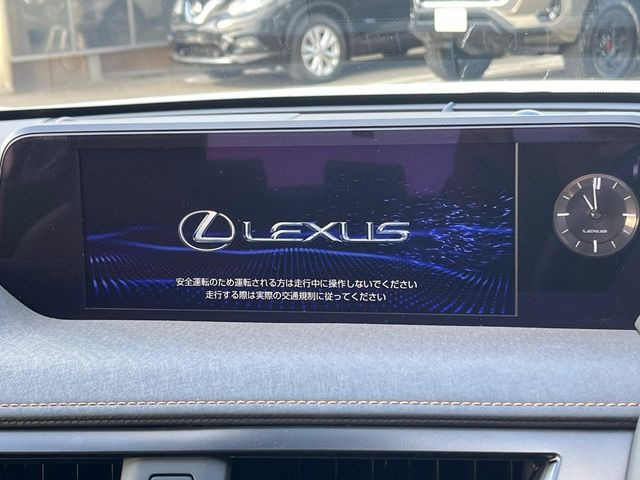 LEXUS
安全運転のため運転される方は走行中に操作しないでください
走行する際は実際の交通規制に従ってください
LEXUS